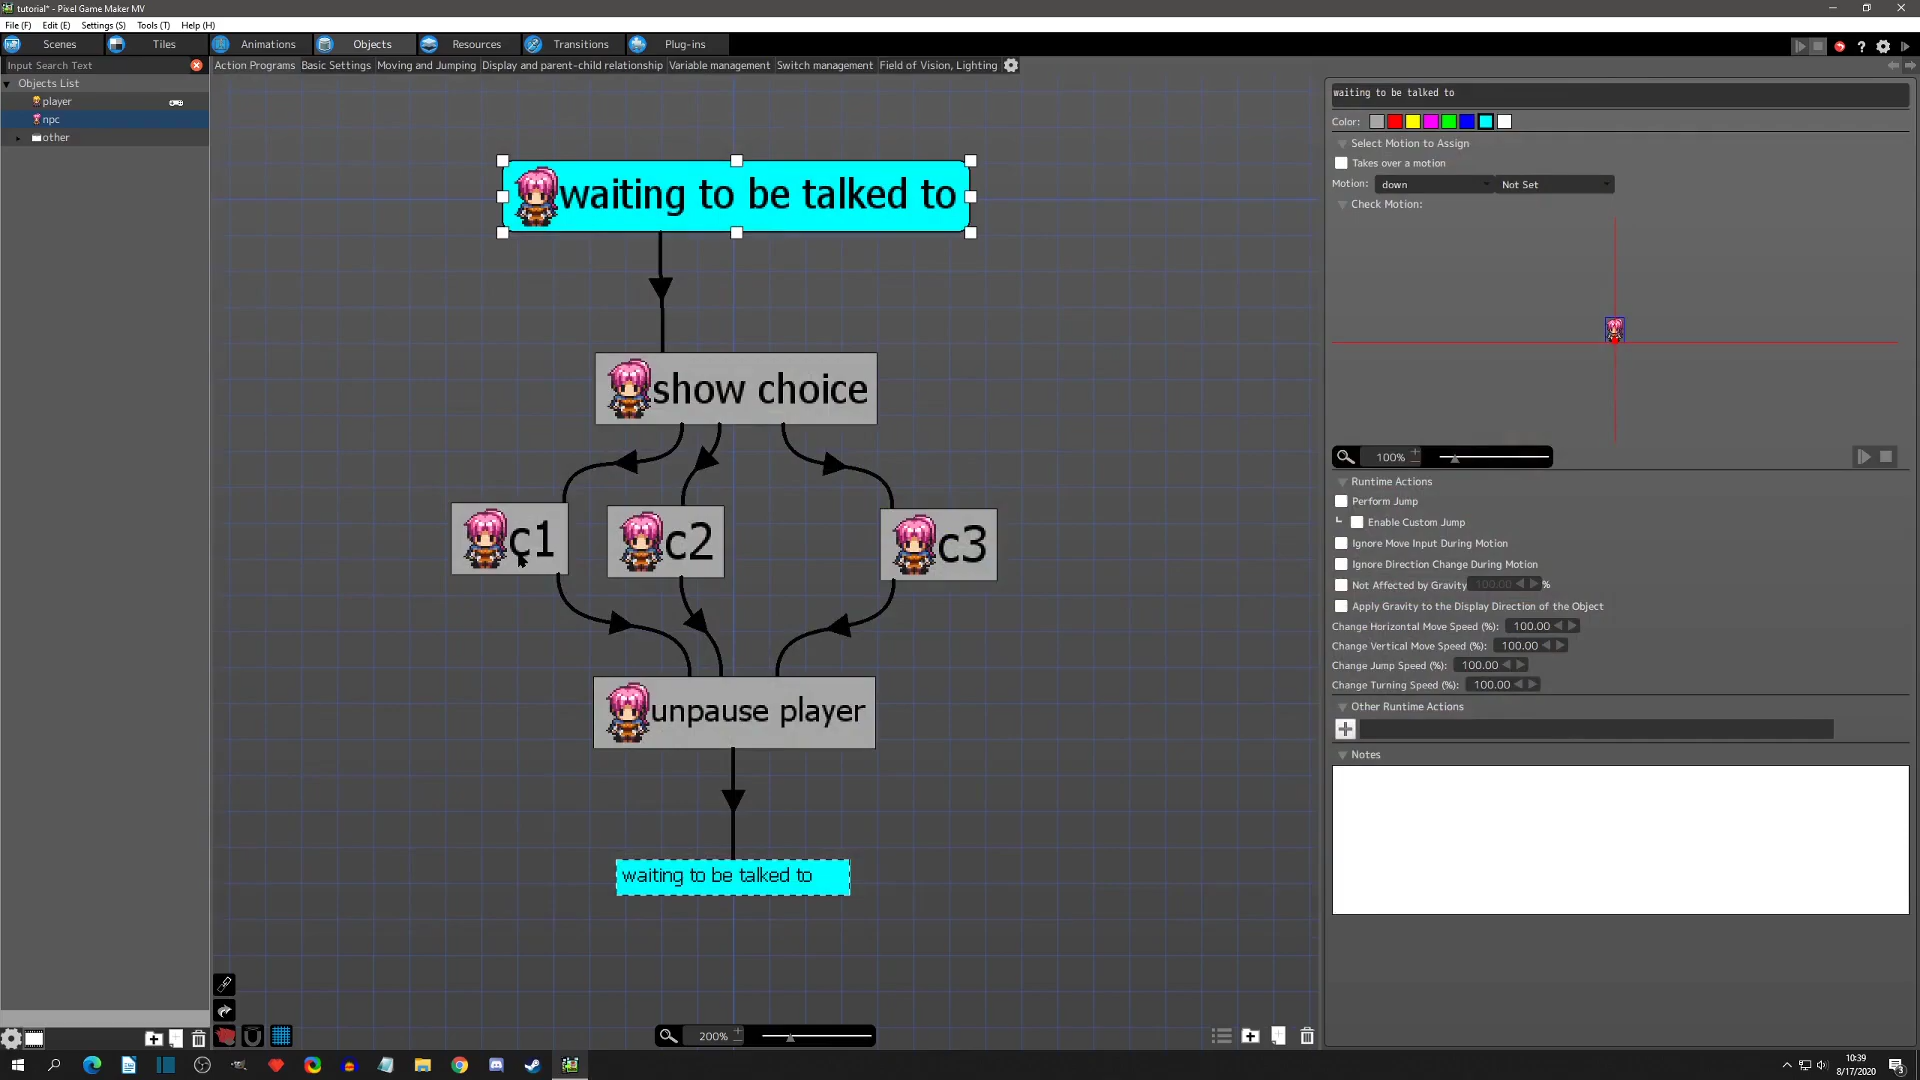 tutorial* - Pixel Game Maker MV
File (F) Edit (E) Settings (S) Tools (T) Help (H)
Scenes Tiles Animations Objects Resources Transitions Plug-ins
Input Search Text
Action Programs Basic Settings Moving and Jumping Display and parent-child relationship Variable management Switch management Field of Vision, Lighting
Objects List
player
npc
other
waiting to be talked to
show choice
c1 c2 c3
unpause player
waiting to be talked to
200%
waiting to be talked to
Color:
Select Motion to Assign
Takes over a motion
Motion: down Not Set
Check Motion:
100%
Runtime Actions
Perform Jump
Enable Custom Jump
Ignore Move Input During Motion
Ignore Direction Change During Motion
Not Affected by Gravity 100.00 %
Apply Gravity to the Display Direction of the Object
Change Horizontal Move Speed (%): 100.00
Change Vertical Move Speed (%): 100.00
Change Jump Speed (%): 100.00
Change Turning Speed (%): 100.00
Other Runtime Actions
Notes
10:39
8/17/2020
3